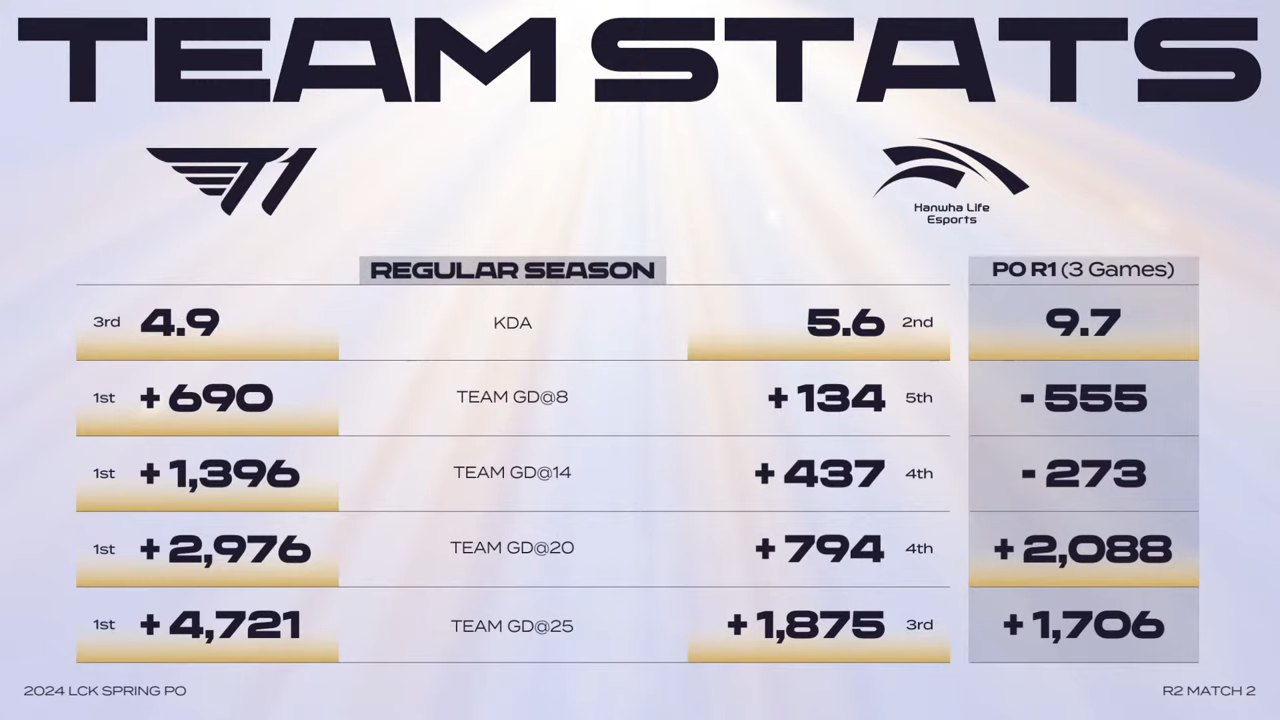 TEAM STATS
T1
Hanwha Life
Esports
REGULAR SEASON
PO R1 (3 Games)
3rd 4.9 KDA 5.6 2nd 9.7
1st +690 TEAM GD@8 +134 5th -555
1st +1,396 TEAM GD@14 +437 4th -273
1st +2,976 TEAM GD@20 +794 4th +2,088
1st +4,721 TEAM GD@25 +1,875 3rd +1,706
2024 LCK SPRING PO
R2 MATCH 2